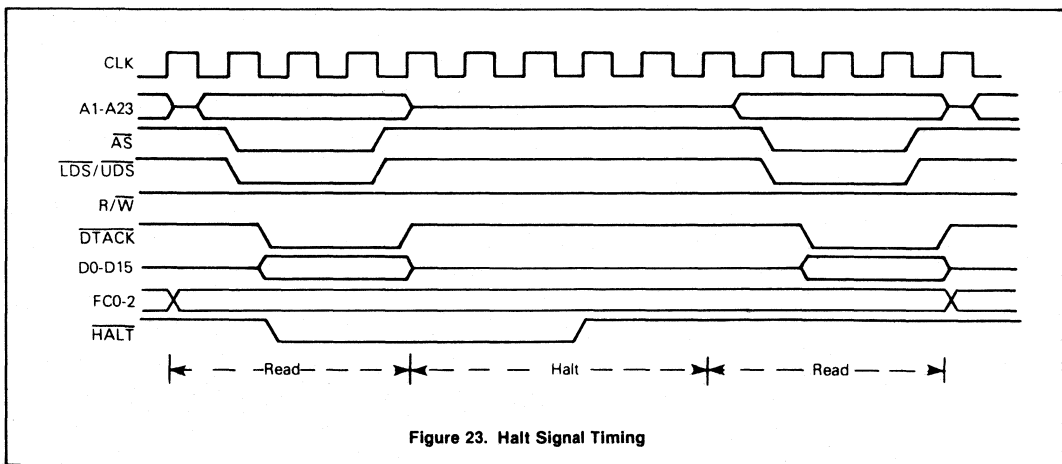 CLK
A1-A23
AS
LDS/UDS
R/W
DTACK
D0-D15
FC0-2
HALT
Read
Halt
Read
Figure 23. Halt Signal Timing